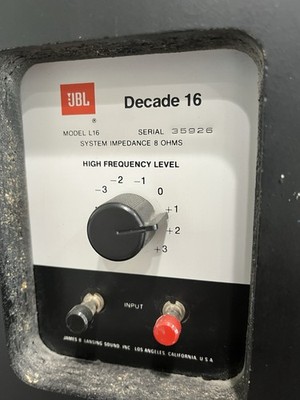 JBL
®
Decade 16
MODEL L16 SERIAL 35926
SYSTEM IMPEDANCE 8 OHMS
HIGH FREQUENCY LEVEL
-3 -2 -1 0 +1 +2 +3
INPUT
JAMES B. LANSING SOUND, INC. LOS ANGELES, CALIFORNIA U S A